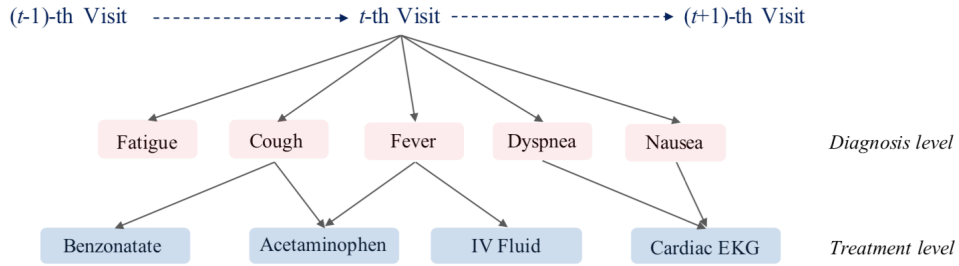 (t-1)-th Visit t-th Visit (t+1)-th Visit
Fatigue Cough Fever Dyspnea Nausea Diagnosis level
Benzonatate Acetaminophen IV Fluid Cardiac EKG Treatment level